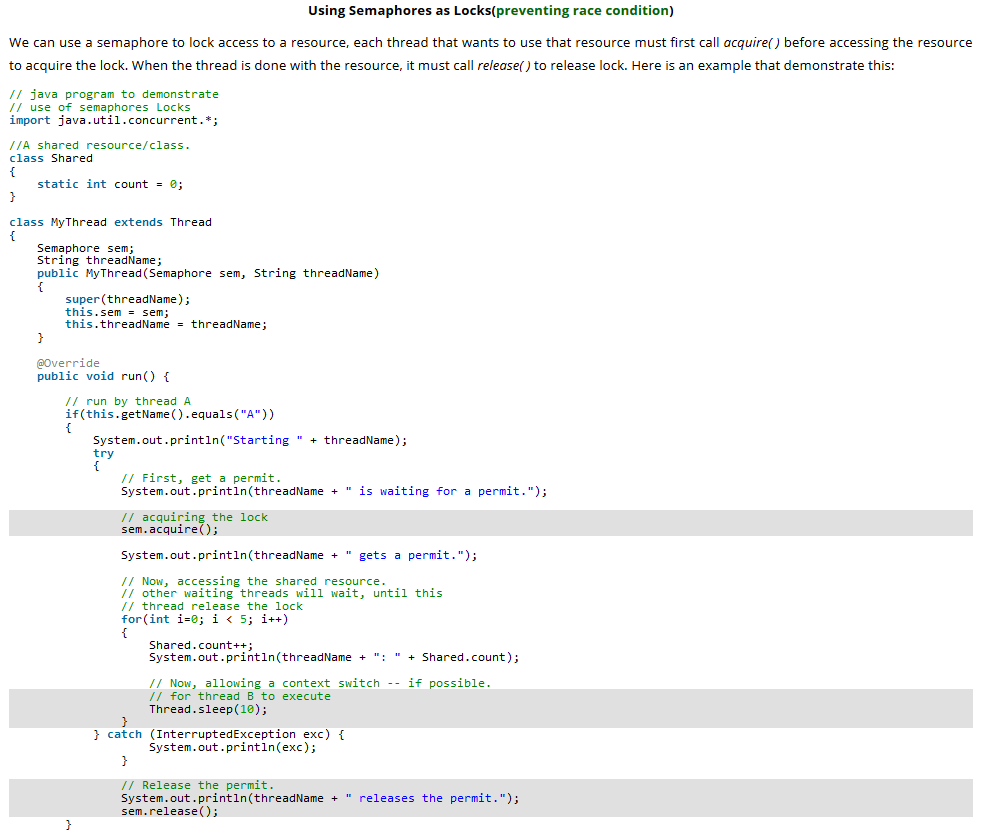 Using Semaphores as Locks(preventing race condition)
We can use a semaphore to lock access to a resource, each thread that wants to use that resource must first call acquire( ) before accessing the resource
to acquire the lock. When the thread is done with the resource, it must call release( ) to release lock. Here is an example that demonstrate this:
// java program to demonstrate
// use of semaphores Locks
import java.util.concurrent.*;
//A shared resource/class.
class Shared
{
    static int count = 0;
}
class MyThread extends Thread
{
    Semaphore sem;
    String threadName;
    public MyThread(Semaphore sem, String threadName)
    {
        super(threadName);
        this.sem = sem;
        this.threadName = threadName;
    }
    @Override
    public void run() {
        // run by thread A
        if(this.getName().equals("A"))
        {
            System.out.println("Starting " + threadName);
            try
            {
                // First, get a permit.
                System.out.println(threadName + " is waiting for a permit.");
                // acquiring the lock
                sem.acquire();
                System.out.println(threadName + " gets a permit.");
                // Now, accessing the shared resource.
                // other waiting threads will wait, until this
                // thread release the lock
                for(int i=0; i < 5; i++)
                {
                    Shared.count++;
                    System.out.println(threadName + ": " + Shared.count);
                    // Now, allowing a context switch -- if possible.
                    // for thread B to execute
                    Thread.sleep(10);
                }
            } catch (InterruptedException exc) {
                    System.out.println(exc);
                }
                // Release the permit.
                System.out.println(threadName + " releases the permit.");
                sem.release();
        }